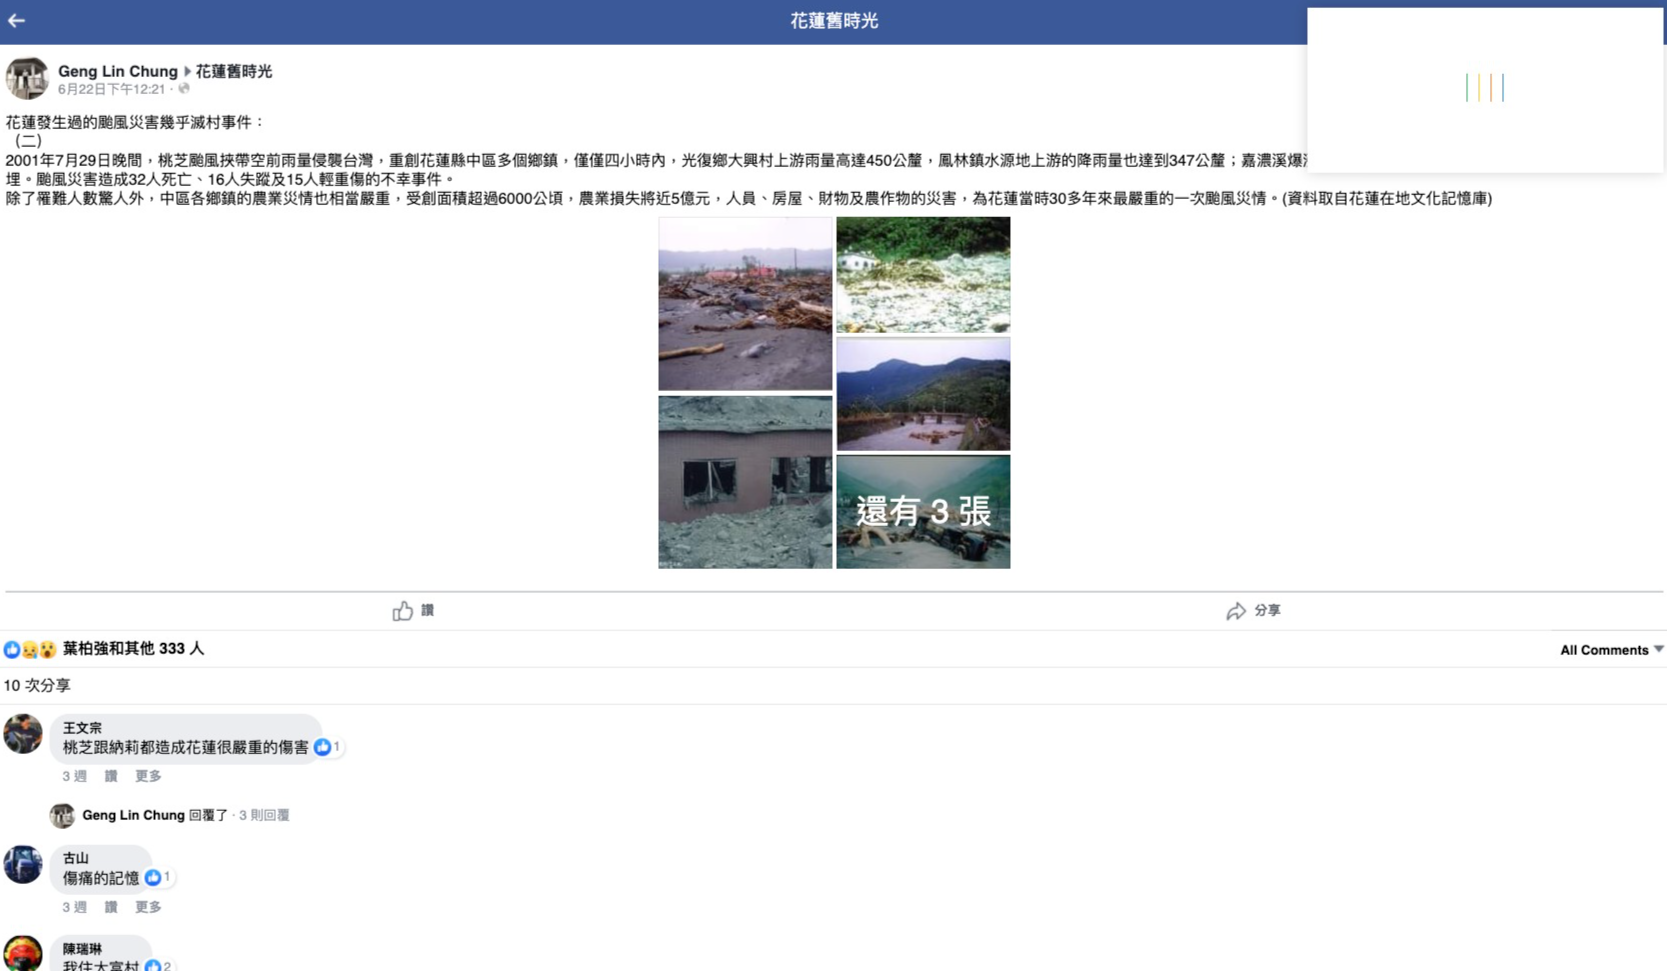 花蓮舊時光
Geng Lin Chung 花蓮舊時光
6月22日下午12:21 ·
花蓮發生過的颱風災害幾乎滅村事件：
(二)
2001年7月29日晚間，桃芝颱風挾帶空前雨量侵襲台灣，重創花蓮縣中區多個鄉鎮，僅僅四小時內，光復鄉大興村上游雨量高達450公釐，鳳林鎮水源地上游的降雨量也達到347公釐；嘉濃溪爆
埋。颱風災害造成32人死亡、16人失蹤及15人輕重傷的不幸事件。
除了罹難人數驚人外，中區各鄉鎮的農業災情也相當嚴重，受創面積超過6000公頃，農業損失將近5億元，人員、房屋、財物及農作物的災害，為花蓮當時30多年來最嚴重的一次颱風災情。(資料取自花蓮在地文化記憶庫)
還有 3 張
讚 分享
葉柏強和其他 333 人
All Comments
10 次分享
王文宗
桃芝跟納莉都造成花蓮很嚴重的傷害 1
3 週 讚 更多
Geng Lin Chung 回覆了 · 3 則回覆
古山
傷痛的記憶 1
3 週 讚 更多
陳瑞琳
我住大富村 2